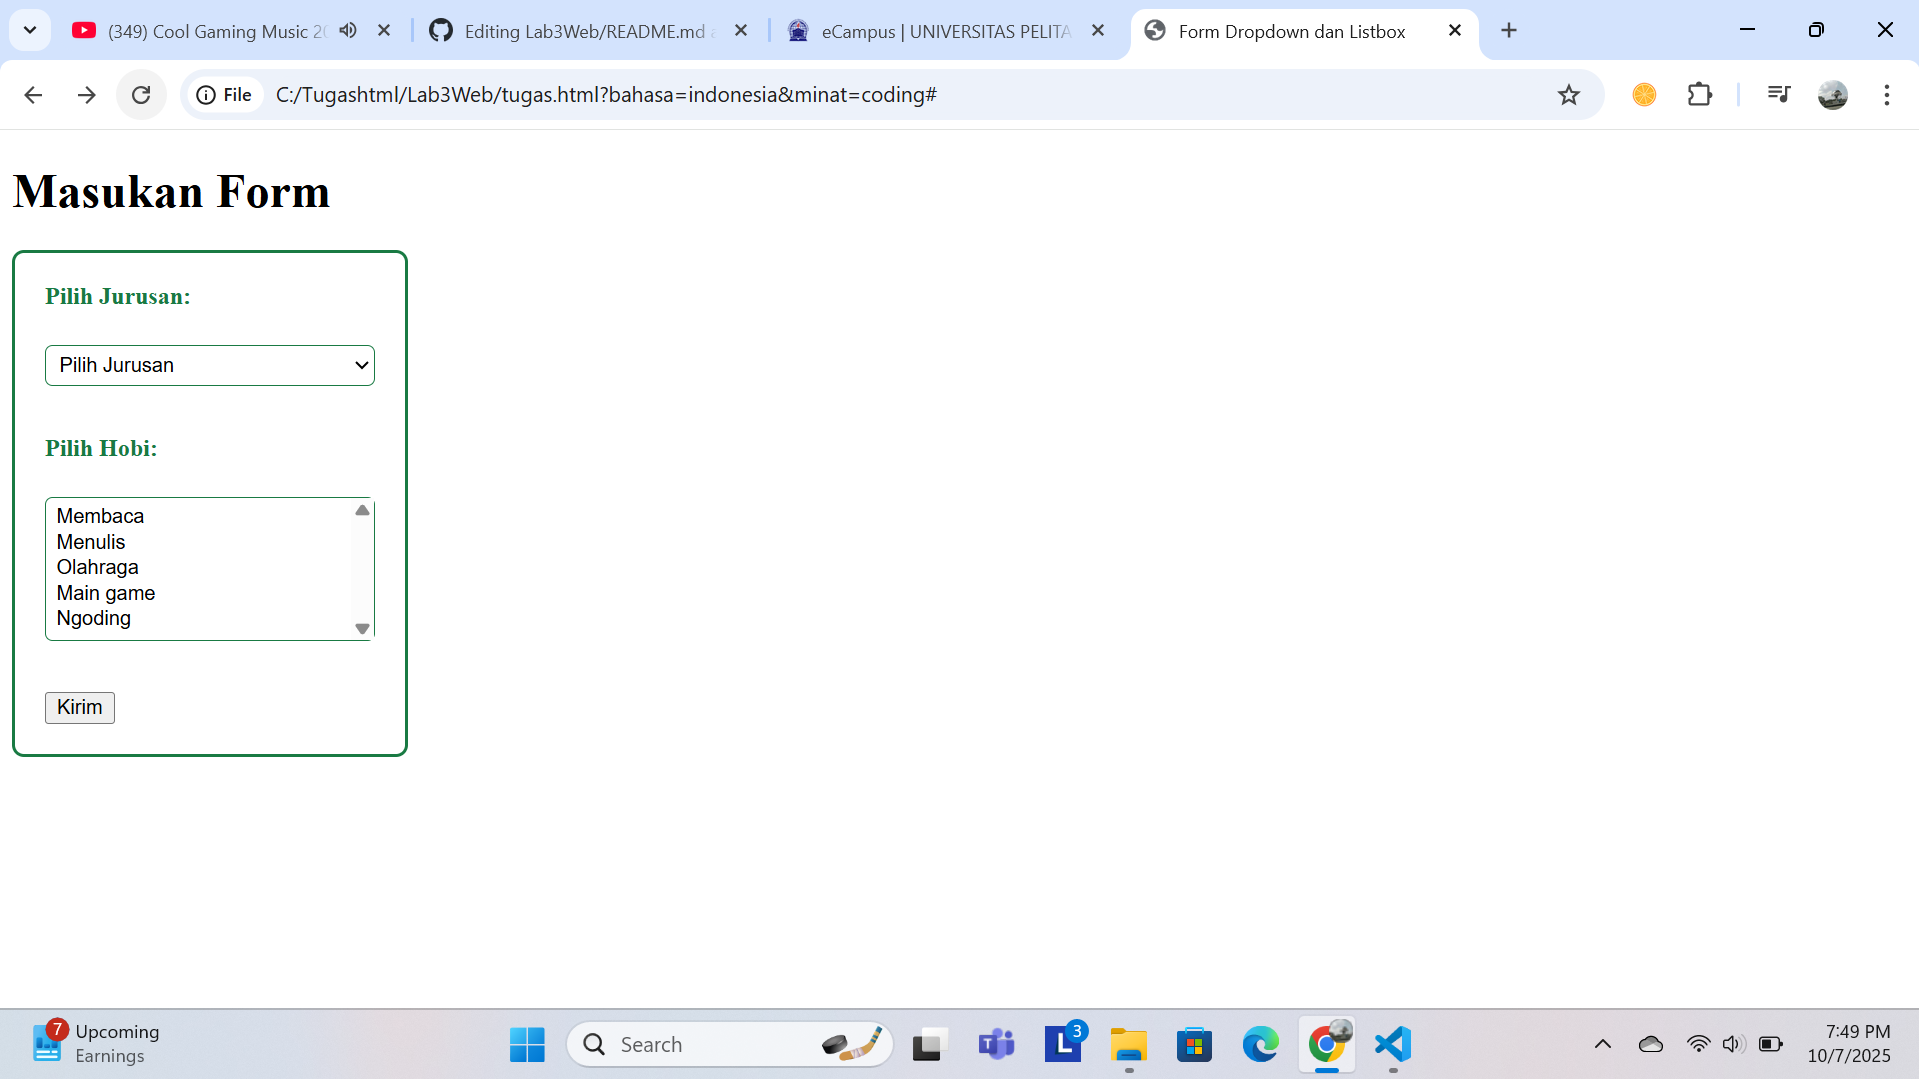 (349) Cool Gaming Music 20
Editing Lab3Web/README.md a
eCampus | UNIVERSITAS PELITA
Form Dropdown dan Listbox
File
C:/Tugashtml/Lab3Web/tugas.html?bahasa=indonesia&minat=coding#
Masukan Form
Pilih Jurusan:
Pilih Jurusan
Pilih Hobi:
Membaca
Menulis
Olahraga
Main game
Ngoding
Kirim
7
Upcoming
Earnings
Search
T
L
3
7:49 PM
10/7/2025